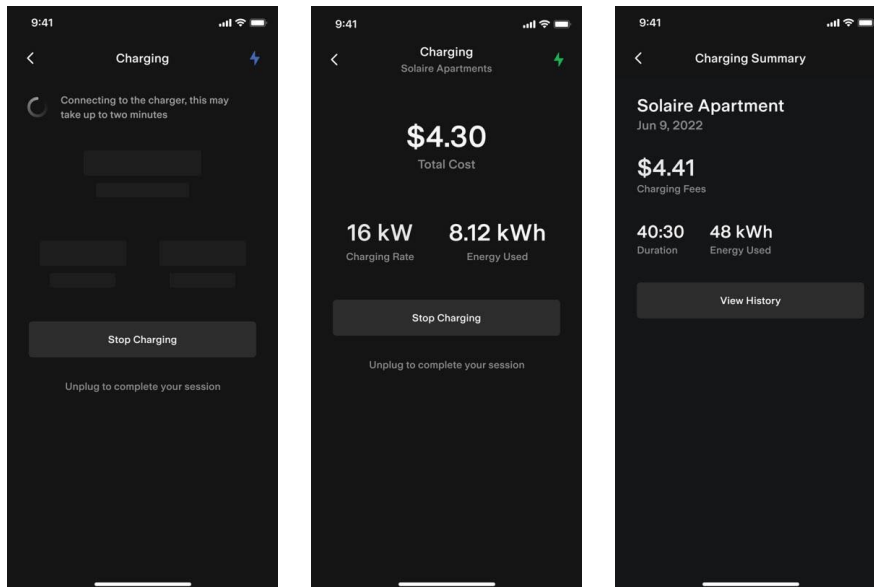 9:41
Charging
Connecting to the charger, this may
take up to two minutes
Stop Charging
Unplug to complete your session
9:41
Charging
Solaire Apartments
$4.30
Total Cost
16 kW
Charging Rate
8.12 kWh
Energy Used
Stop Charging
Unplug to complete your session
9:41
Charging Summary
Solaire Apartment
Jun 9, 2022
$4.41
Charging Fees
40:30
Duration
48 kWh
Energy Used
View History